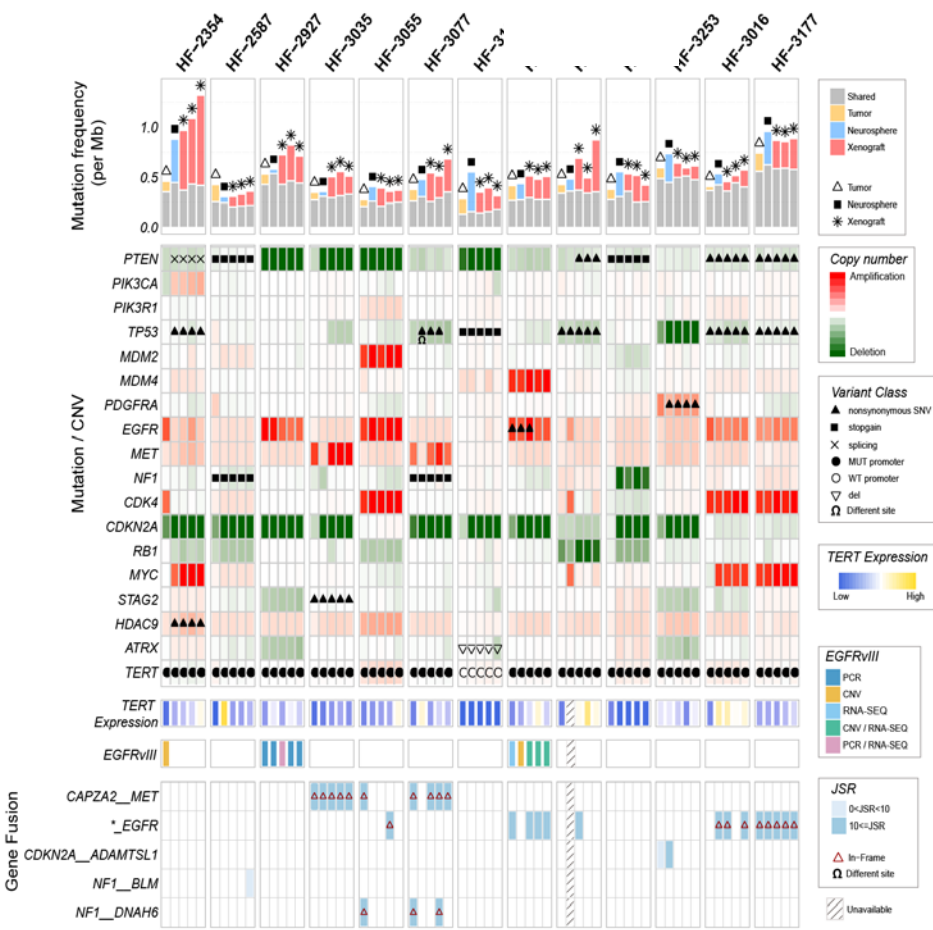 HF−2354
HF−2587
HF−2927
HF−3035
HF−3055
HF−3077
HF−3253
HF−3016
HF−3177
Mutation frequency
(per Mb)
1.0
0.5
0.0
Shared
Tumor
Neurosphere
Xenograft
Tumor
Neurosphere
Xenograft
Mutation / CNV
PTEN
PIK3CA
PIK3R1
TP53
MDM2
MDM4
PDGFRA
EGFR
MET
NF1
CDK4
CDKN2A
RB1
MYC
STAG2
HDAC9
ATRX
TERT
Copy number
Amplification
Deletion
Variant Class
nonsynonymous SNV
stopgain
splicing
MUT promoter
WT promoter
del
Ω Different site
TERT Expression
Low High
TERT
Expression
EGFRvIII
EGFRvIII
PCR
CNV
RNA-SEQ
CNV / RNA-SEQ
PCR / RNA-SEQ
Gene Fusion
CAPZA2__MET
*_EGFR
CDKN2A__ADAMTSL1
NF1__BLM
NF1__DNAH6
JSR
0<JSR<10
10<=JSR
In-Frame
Ω Different site
Unavailable